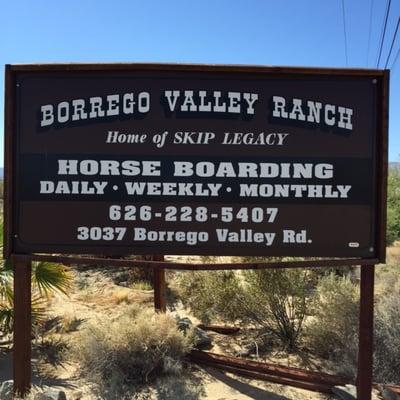 BORREGO VALLEY RANCH
Home of SKIP LEGACY
HORSE BOARDING
DAILY · WEEKLY · MONTHLY
626-228-5407
3037 Borrego Valley Rd.